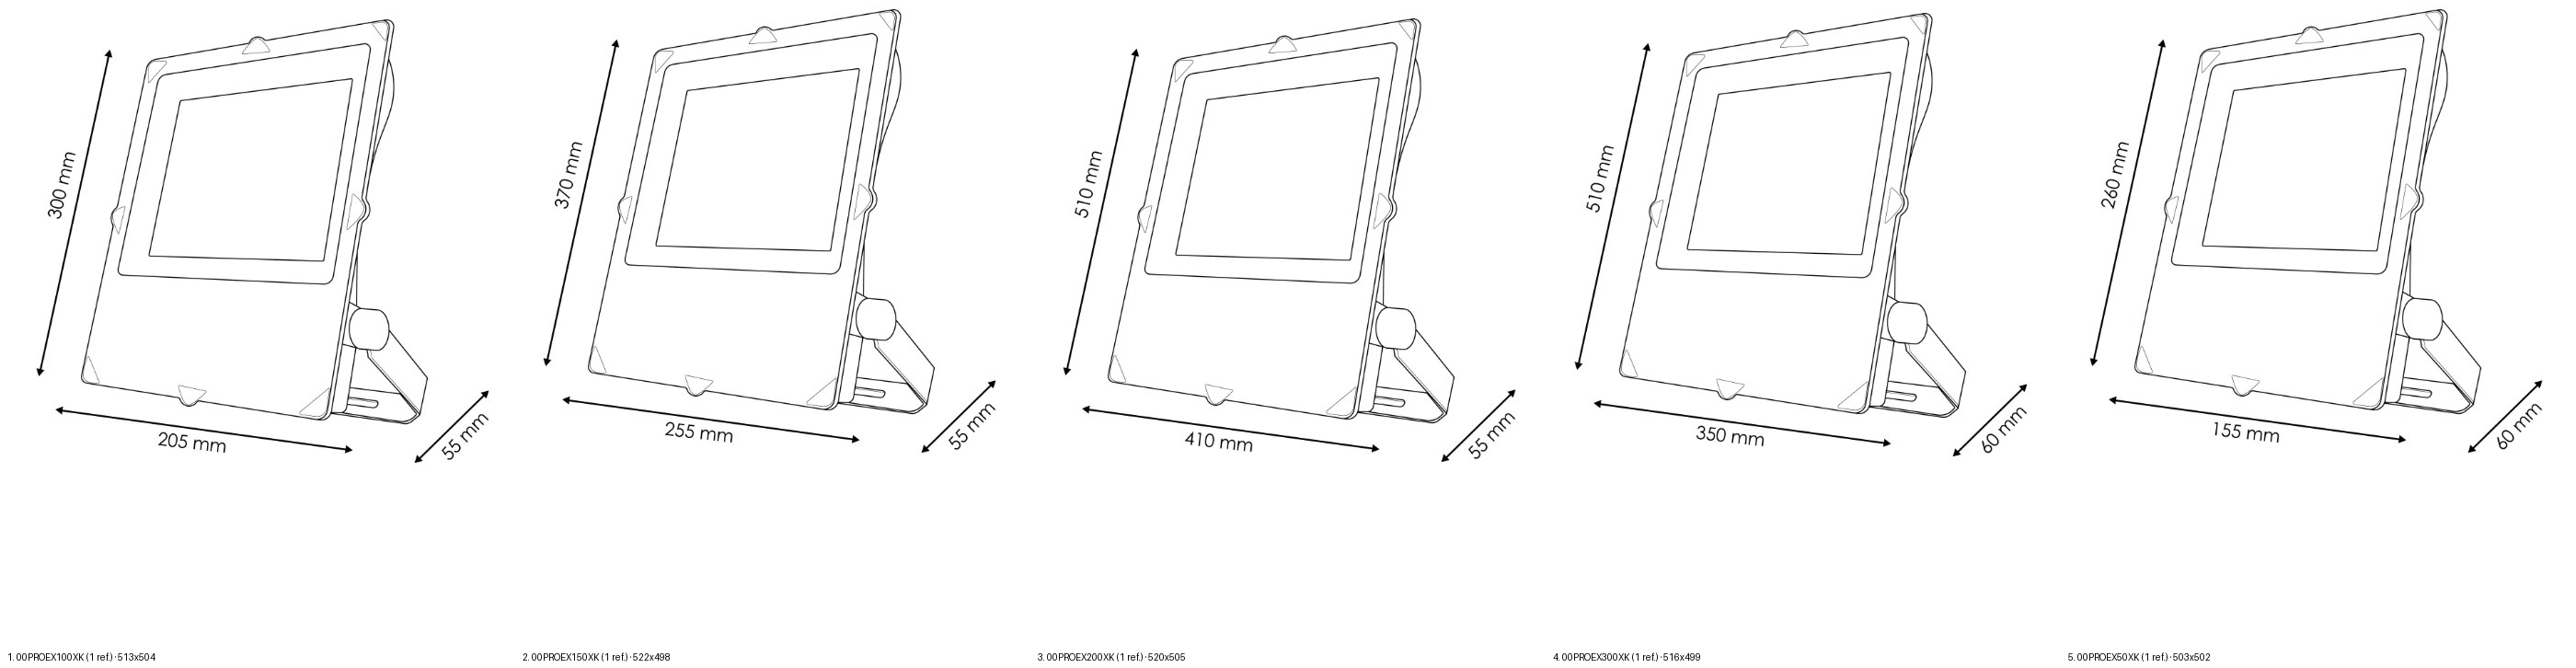 300 mm
205 mm
55 mm
370 mm
255 mm
55 mm
510 mm
410 mm
55 mm
510 mm
350 mm
60 mm
260 mm
155 mm
60 mm
1. 00PROEX100XK (1 ref.) · 513x504
2. 00PROEX150XK (1 ref.) · 522x498
3. 00PROEX200XK (1 ref.) · 520x505
4. 00PROEX300XK (1 ref.) · 516x499
5. 00PROEX50XK (1 ref.) · 503x502